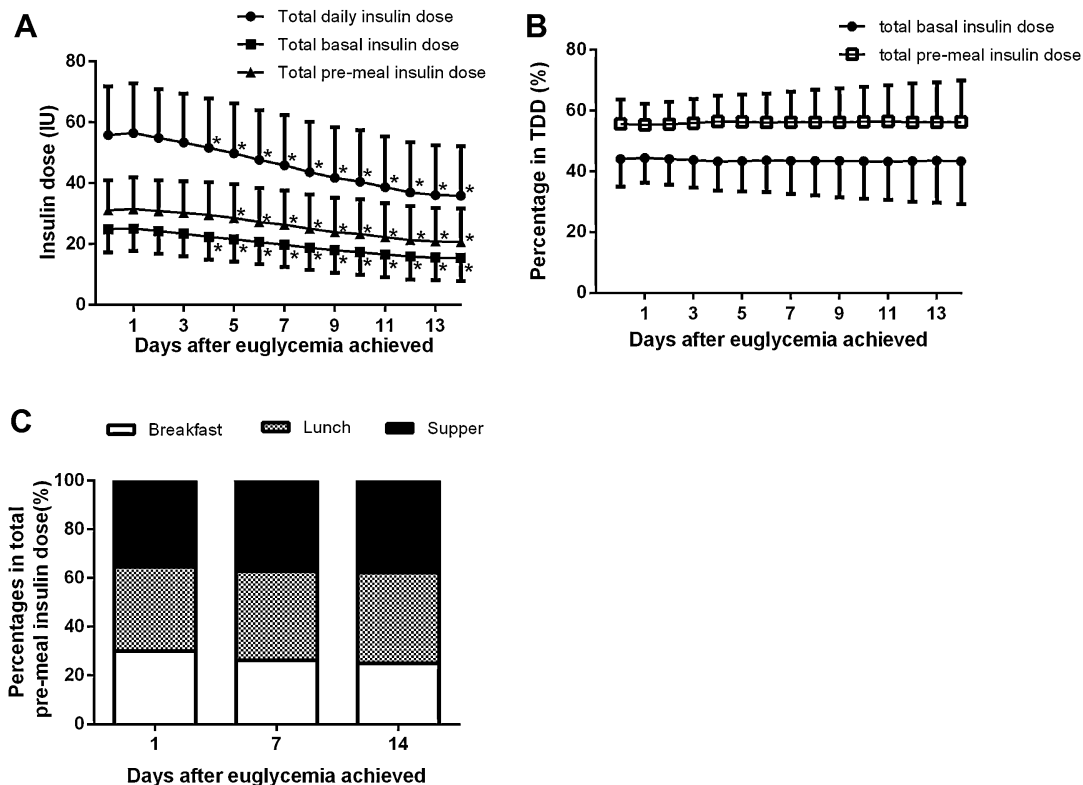 A
Total daily insulin dose
Total basal insulin dose
Total pre-meal insulin dose
Insulin dose (IU)
80
60
40
20
0
* * * * * * * * * * *
* * * * * * * * * *
* * * * * * * * * * *
1 3 5 7 9 11 13
Days after euglycemia achieved
B
total basal insulin dose
total pre-meal insulin dose
Percentage in TDD (%)
80
60
40
20
0
1 3 5 7 9 11 13
Days after euglycemia achieved
C
Breakfast Lunch Supper
Percentages in total
pre-meal insulin dose(%)
100
80
60
40
20
0
1 7 14
Days after euglycemia achieved